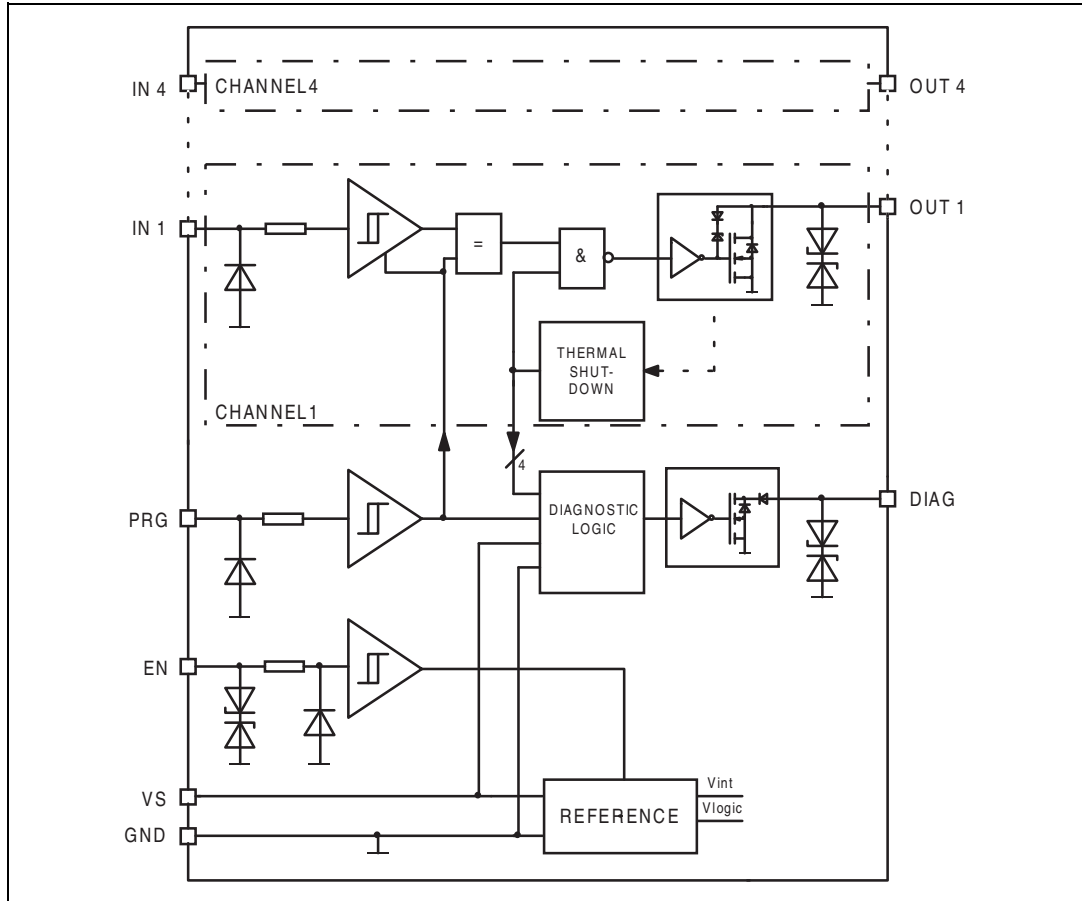 IN 4
CHANNEL4
OUT 4
IN 1
OUT 1
=
&
THERMAL
SHUT-
DOWN
CHANNEL1
4
PRG
DIAGNOSTIC
LOGIC
DIAG
EN
VS
GND
REFERENCE
Vint
Vlogic